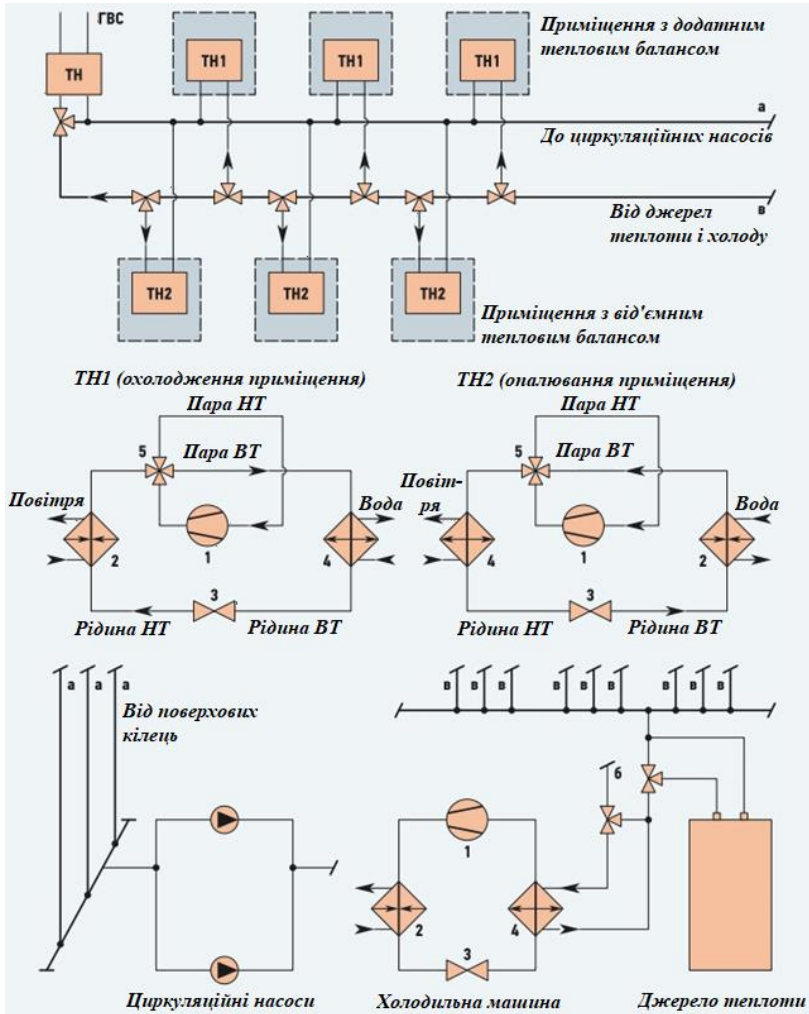 ГВС
Приміщення з додатним
тепловим балансом
ТН
ТН1
ТН1
ТН1
а
До циркуляційних насосів
в
Від джерел
теплоти і холоду
ТН2
ТН2
ТН2
Приміщення з від'ємним
тепловим балансом
ТН1 (охолодження приміщення)
ТН2 (опалювання приміщення)
Пара НТ
Пара НТ
5
Пара ВТ
5
Пара ВТ
Повітря
Вода
Повіт-
ря
Вода
2
1
4
4
1
2
3
3
Рідина НТ
Рідина ВТ
Рідина НТ
Рідина ВТ
а
а
а
в
в
в
в
в
в
в
в
в
Від поверхових
кілець
б
1
2
4
3
Циркуляційні насоси
Холодильна машина
Джерело теплоти